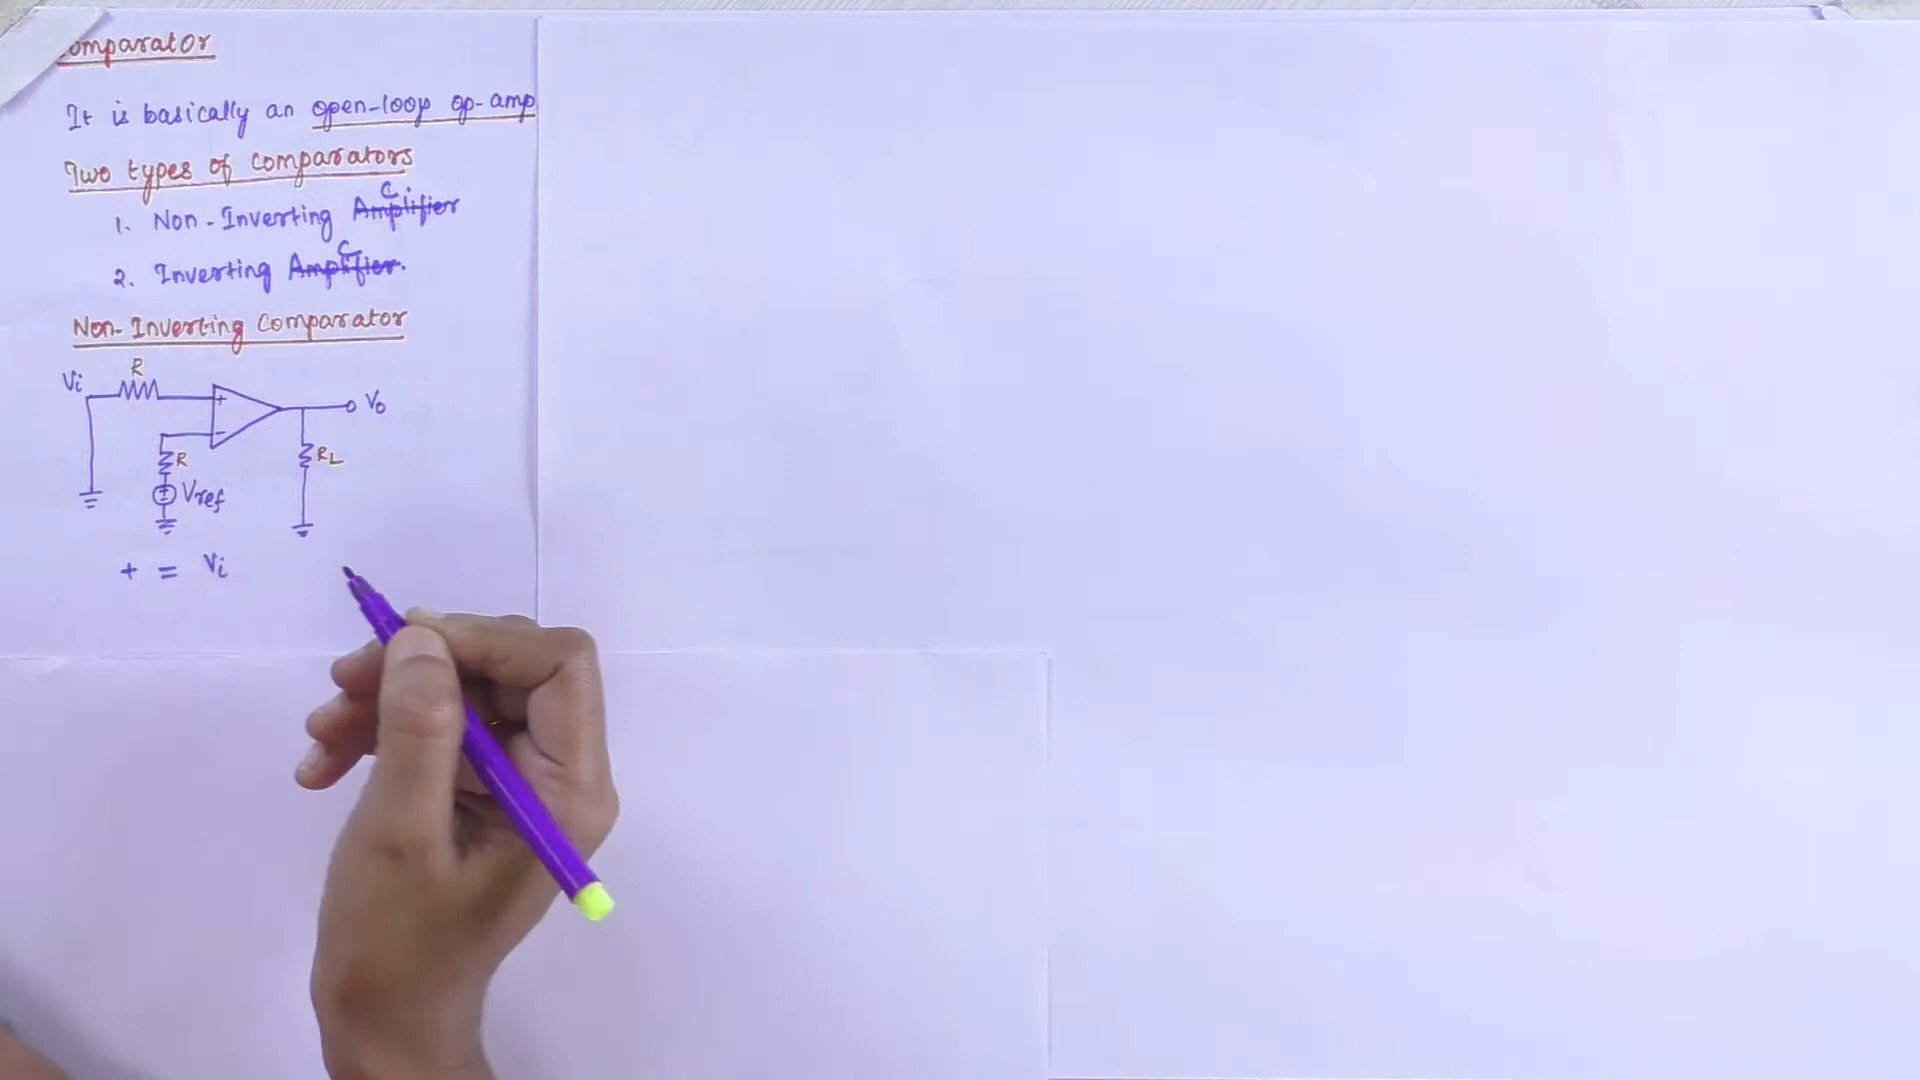 omparator
It is basically an open-loop op-amp
Two types of comparators
1. Non-Inverting Amplifier C.
2. Inverting Amplifier. C
Non-Inverting Comparator
Vi R + V0
−
R RL
+ Vref
+ = Vi